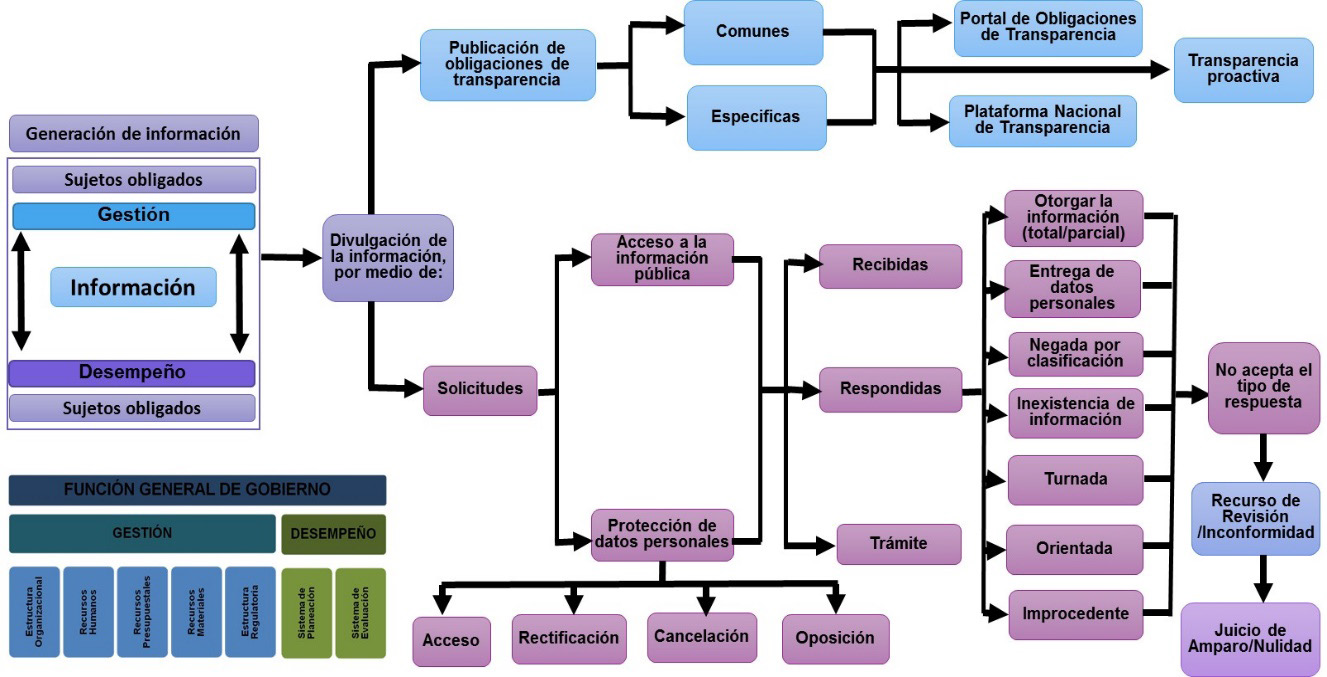 Generación de información
Sujetos obligados
Gestión
Información
Desempeño
Sujetos obligados
Divulgación de
la información,
por medio de:
Publicación de
obligaciones de
transparencia
Comunes
Especificas
Portal de Obligaciones
de Transparencia
Plataforma Nacional
de Transparencia
Transparencia
proactiva
Solicitudes
Acceso a la
información
pública
Protección de
datos personales
Acceso
Rectificación
Cancelación
Oposición
Recibidas
Respondidas
Trámite
Otorgar la
información
(total/parcial)
Entrega de
datos
personales
Negada por
clasificación
Inexistencia de
información
Turnada
Orientada
Improcedente
No acepta el
tipo de
respuesta
Recurso de
Revisión
/Inconformidad
Juicio de
Amparo/Nulidad
FUNCIÓN GENERAL DE GOBIERNO
GESTIÓN
DESEMPEÑO
Estructura
Organizacional
Recursos
Humanos
Recursos
Presupuestales
Recursos
Materiales
Estructura
Regulatoria
Sistema de
Planeación
Sistema de
Evaluación